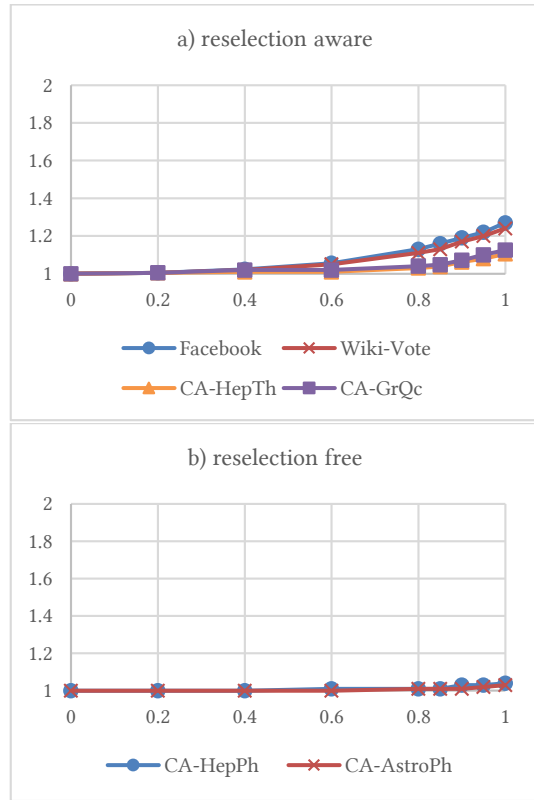 a) reselection aware
2
1.8
1.6
1.4
1.2
1
0 0.2 0.4 0.6 0.8 1
Facebook Wiki-Vote
CA-HepTh CA-GrQc
b) reselection free
2
1.8
1.6
1.4
1.2
1
0 0.2 0.4 0.6 0.8 1
CA-HepPh CA-AstroPh